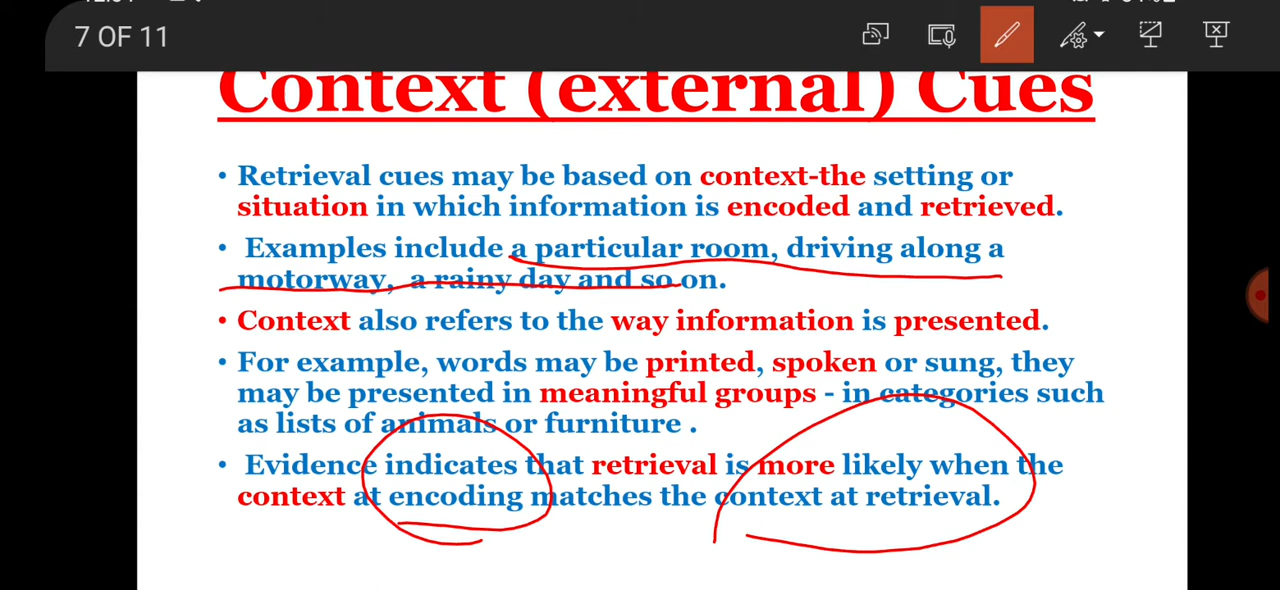 7 OF 11
Context (external) Cues
• Retrieval cues may be based on context-the setting or
situation in which information is encoded and retrieved.
• Examples include a particular room, driving along a
motorway, a rainy day and so on.
• Context also refers to the way information is presented.
• For example, words may be printed, spoken or sung, they
may be presented in meaningful groups - in categories such
as lists of animals or furniture .
• Evidence indicates that retrieval is more likely when the
context at encoding matches the context at retrieval.